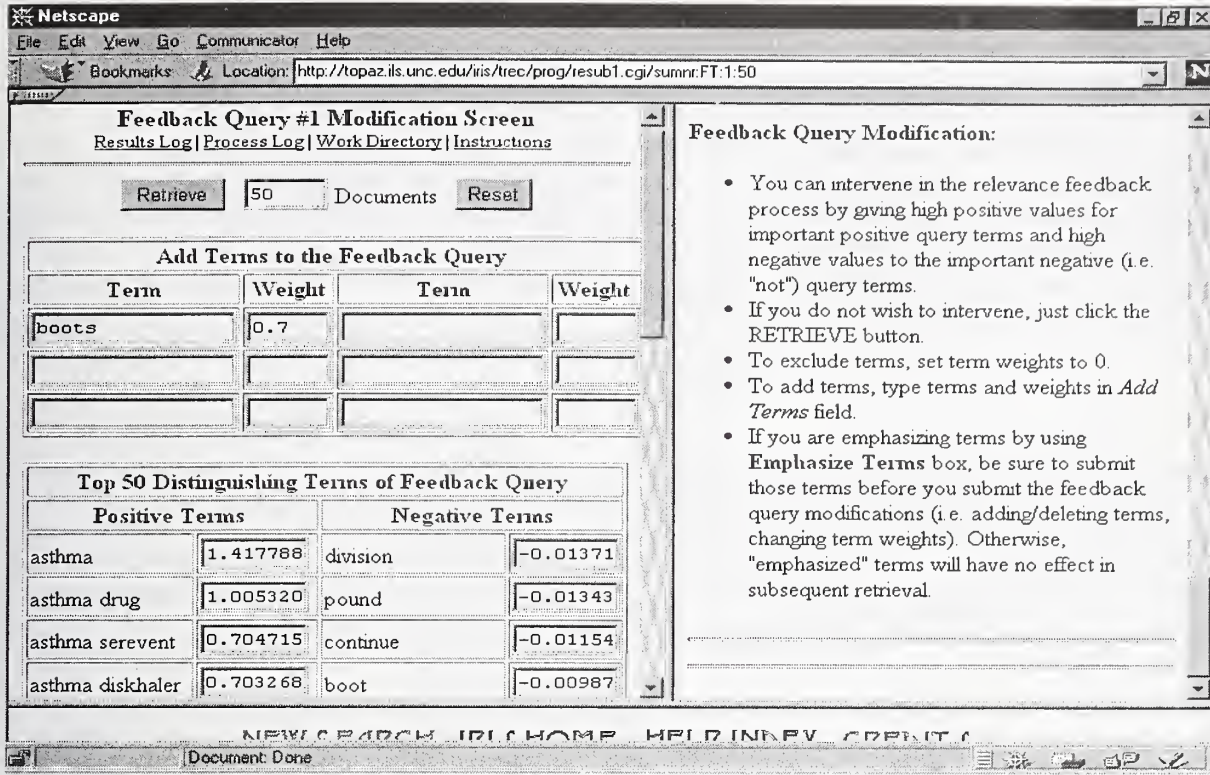 Netscape
File Edit View Go Communicator Help
Bookmarks Location: http://topaz.ils.unc.edu/iris/trec/prog/resub1.cgi/sumnr:FT:1:50
N
Feedback Query #1 Modification Screen
Results Log | Process Log | Work Directory | Instructions
Retrieve 50 Documents Reset
Add Terms to the Feedback Query
Term Weight Term Weight
boots 0.7
Top 50 Distinguishing Terms of Feedback Query
Positive Terms Negative Terms
asthma 1.417788 division -0.01371
asthma drug 1.005320 pound -0.01343
asthma serevent 0.704715 continue -0.01154
asthma diskhaler 0.703268 boot -0.00987
Feedback Query Modification:
• You can intervene in the relevance feedback
process by giving high positive values for
important positive query terms and high
negative values to the important negative (i.e.
"not") query terms.
• If you do not wish to intervene, just click the
RETRIEVE button.
• To exclude terms, set term weights to 0.
• To add terms, type terms and weights in Add
Terms field.
• If you are emphasizing terms by using
Emphasize Terms box, be sure to submit
those terms before you submit the feedback
query modifications (i.e. adding/deleting terms,
changing term weights). Otherwise,
"emphasized" terms will have no effect in
subsequent retrieval.
HOME HELP INDEX
Document: Done